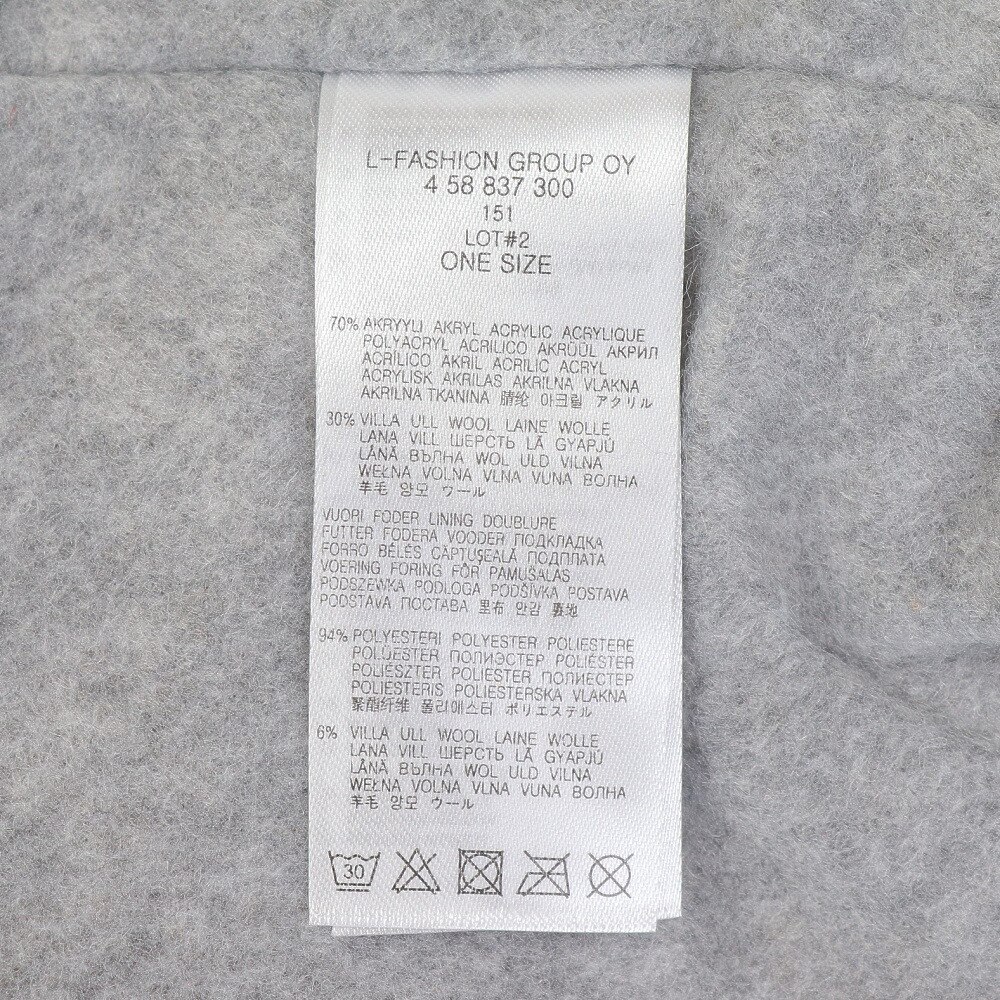 L-FASHION GROUP OY
4 58 837 300
151
LOT#2
ONE SIZE
70% AKRYYLI AKRYL ACRYLIC ACRYLIQUE
POLYACRYL ACRILICO AKRÜÜL АКРИЛ
ACRÍLICO AKRIL ACRILIC ACRYL
ACRYLISK AKRILAS AKRILNA VLAKNA
AKRILNA TKANINA 腈纶 아크릴 アクリル
30% VILLA ULL WOOL LAINE WOLLE
LANA VILL ШЕРСТЬ LÃ GYAPJÚ
LÂNĂ ВЪЛНА WOL ULD VILNA
WEŁNA VOLNA VLNA VUNA ВОЛНА
羊毛 양모 ウール
VUORI FODER LINING DOUBLURE
FUTTER FODERA VOODER ПОДКЛАДКА
FORRO BÉLÉS CĂPTUŞEALĂ ПОДПЛАТА
VOERING FORING FÔR PAMUŠALAS
PODSZEWKA PODLOGA PODŠÍVKA POSTAVA
PODSTAVA ПОСТАВА 里布 안감 裏地
94% POLYESTERI POLYESTER POLIESTERE
POLÜESTER ПОЛИЭСТЕР POLIÉSTER
POLIÉSZTER POLIESTER ПОЛИЕСТЕР
POLIESTERIS POLIESTERSKA VLAKNA
聚酯纤维 폴리에스터 ポリエステル
6% VILLA ULL WOOL LAINE WOLLE
LANA VILL ШЕРСТЬ LÃ GYAPJÚ
LÂNĂ ВЪЛНА WOL ULD VILNA
WEŁNA VOLNA VLNA VUNA ВОЛНА
羊毛 양모 ウール
30